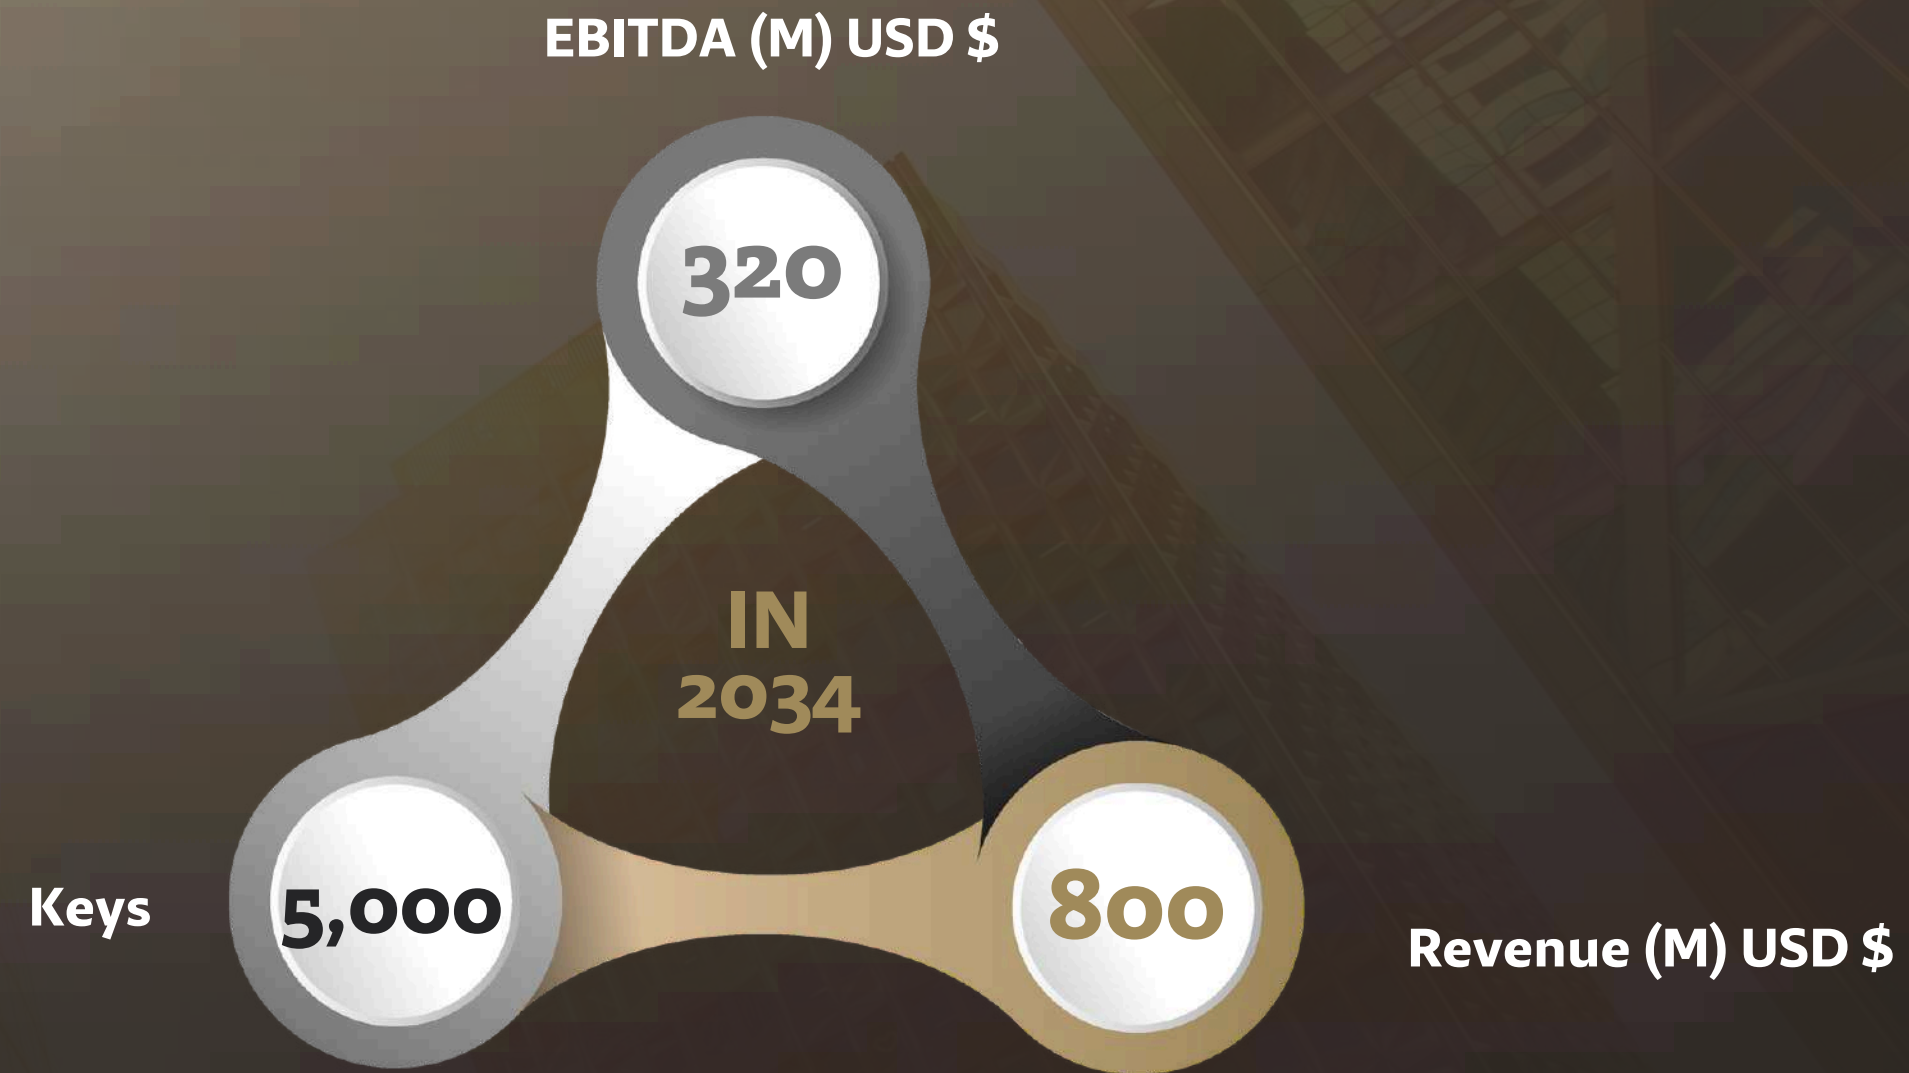 EBITDA (M) USD $
320
IN
2034
Keys
5,000
800
Revenue (M) USD $